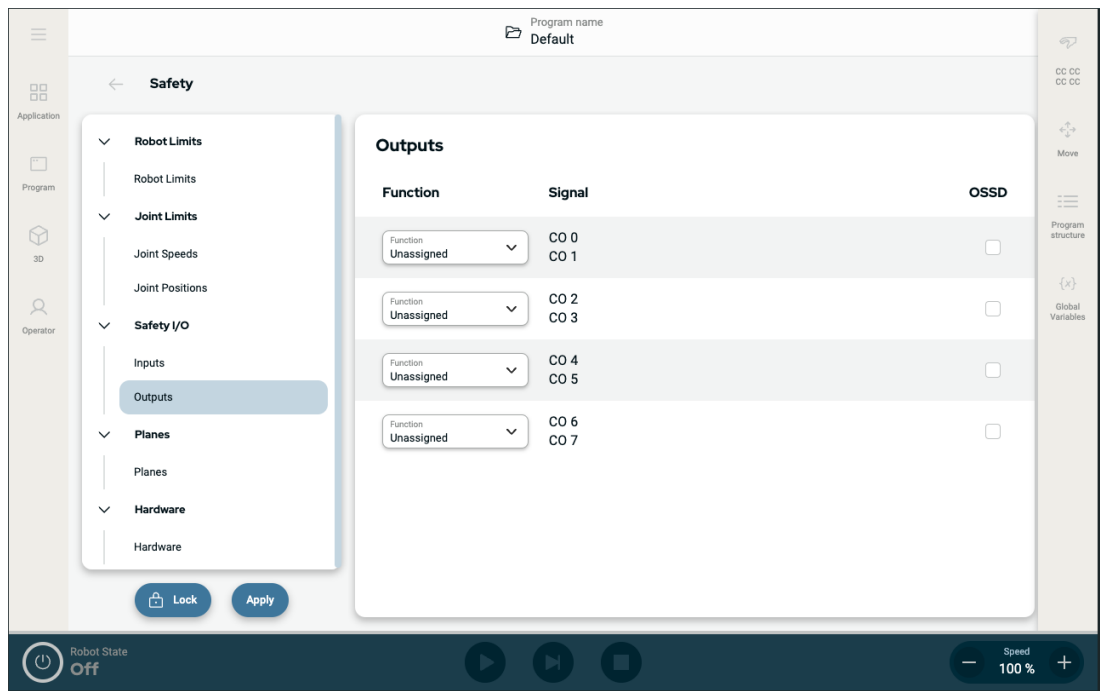 Program name
Default
Application
Program
3D
Operator
Safety
Robot Limits
Robot Limits
Joint Limits
Joint Speeds
Joint Positions
Safety I/O
Inputs
Outputs
Planes
Planes
Hardware
Hardware
Lock
Apply
Outputs
Function
Signal
OSSD
Function
Unassigned
CO 0
CO 1
Function
Unassigned
CO 2
CO 3
Function
Unassigned
CO 4
CO 5
Function
Unassigned
CO 6
CO 7
CC CC
CC CC
Move
Program
structure
{x}
Global
Variables
Robot State
Off
Speed
100 %